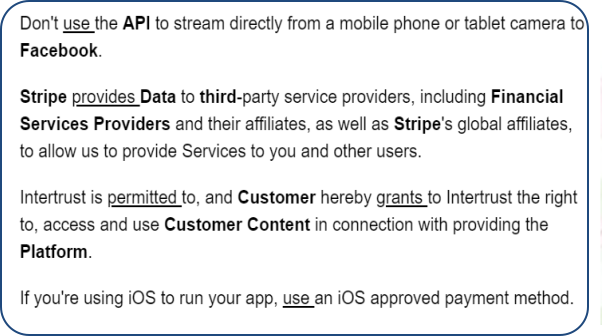 Don't use the API to stream directly from a mobile phone or tablet camera to
Facebook.
Stripe provides Data to third-party service providers, including Financial
Services Providers and their affiliates, as well as Stripe's global affiliates,
to allow us to provide Services to you and other users.
Intertrust is permitted to, and Customer hereby grants to Intertrust the right
to, access and use Customer Content in connection with providing the
Platform.
If you're using iOS to run your app, use an iOS approved payment method.